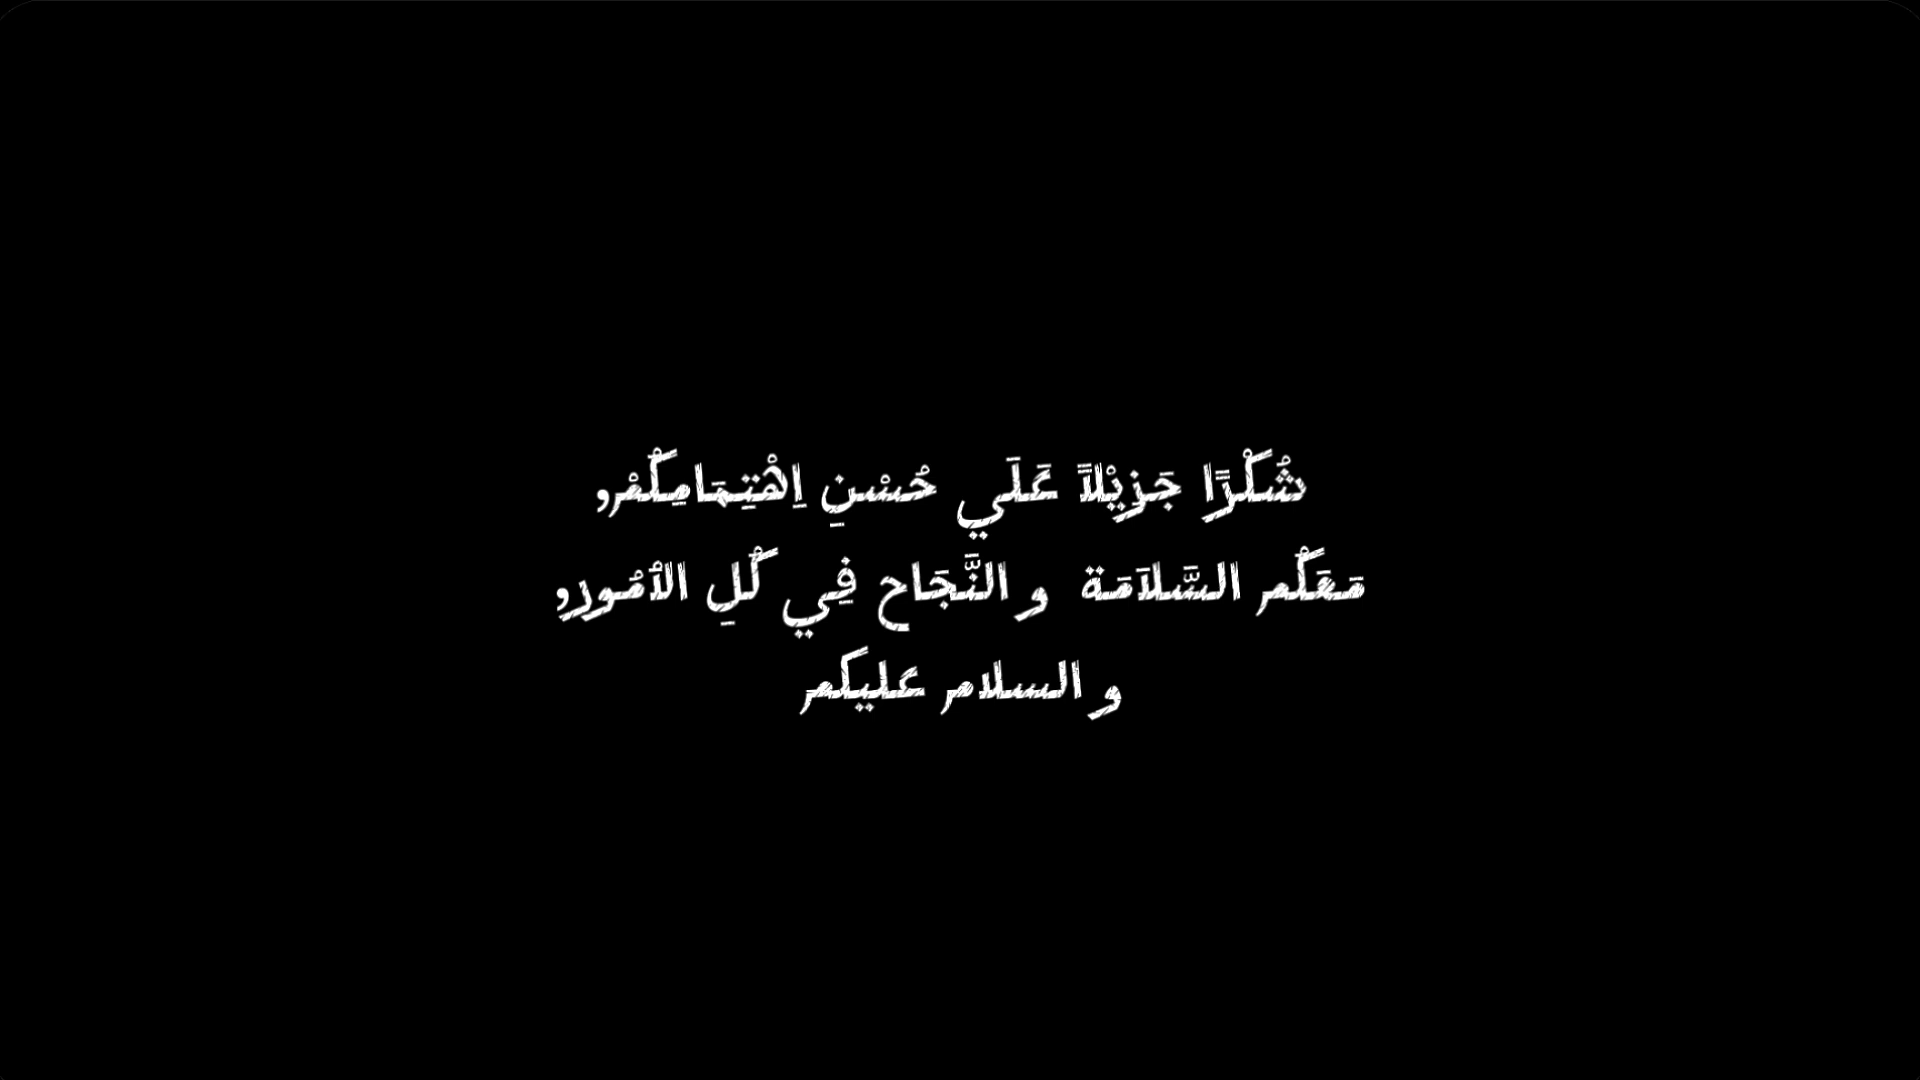 شُكْرًا جَزِيْلاً عَلَي حُسْنِ اِهْتِمَامِكُمْ,
مَعَكُم السَّلاَمَة و النَّجَاح فِي كُلِ الأُمُور,
و السلام عليكم